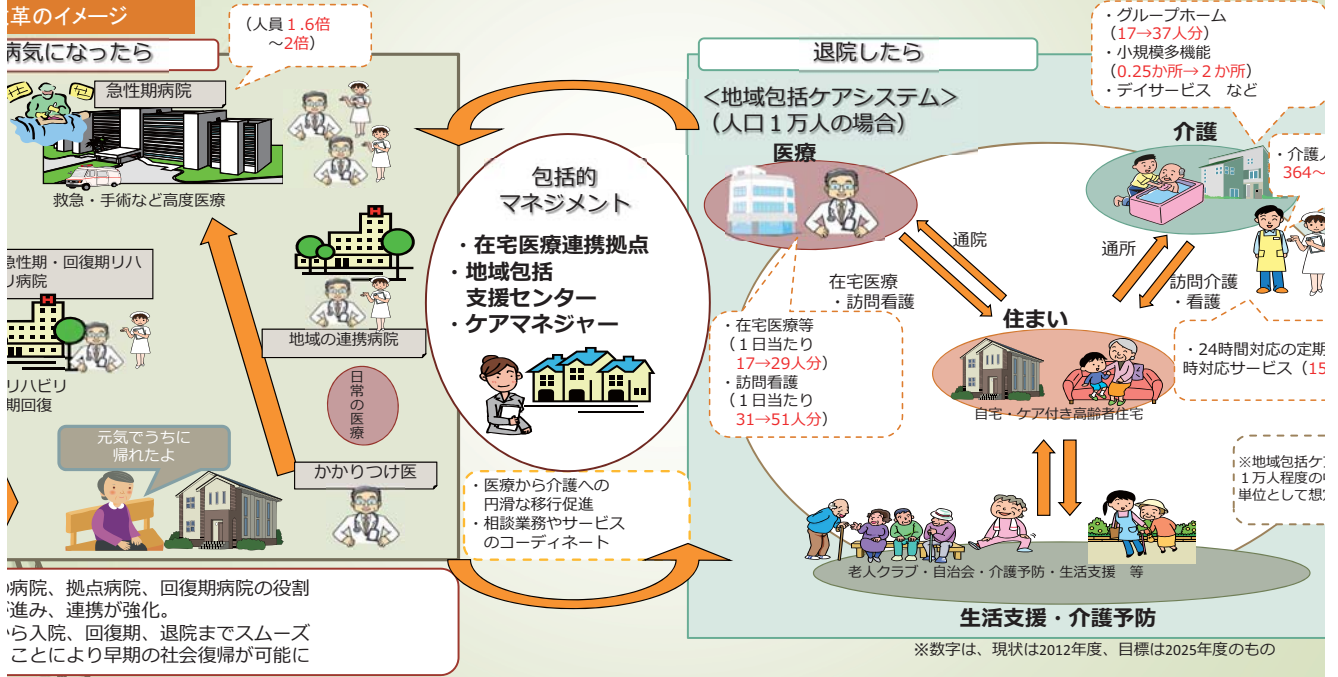 革のイメージ
病気になったら
（人員１.6倍
～2倍）
急性期病院
救急・手術など高度医療
急性期・回復期リハ
リ病院
リハビリ
期回復
地域の連携病院
日常の医療
元気でうちに
帰れたよ
かかりつけ医
病院、拠点病院、回復期病院の役割
進み、連携が強化。
ら入院、回復期、退院までスムーズ
ことにより早期の社会復帰が可能に
包括的
マネジメント
・在宅医療連携拠点
・地域包括
支援センター
・ケアマネジャー
・医療から介護への
円滑な移行促進
・相談業務やサービス
のコーディネート
退院したら
＜地域包括ケアシステム＞
（人口１万人の場合）
医療
・グループホーム
（17→37人分）
・小規模多機能
（0.25か所→２か所）
・デイサービス　など
介護
・介護人
364～
通院
在宅医療
・訪問看護
通所
訪問介護
・看護
・在宅医療等
（１日当たり
17→29人分）
・訪問看護
（１日当たり
31→51人分）
住まい
自宅・ケア付き高齢者住宅
・24時間対応の定期
時対応サービス（15
※地域包括ケア
１万人程度の
単位として想定
老人クラブ・自治会・介護予防・生活支援　等
生活支援・介護予防
※数字は、現状は2012年度、目標は2025年度のもの